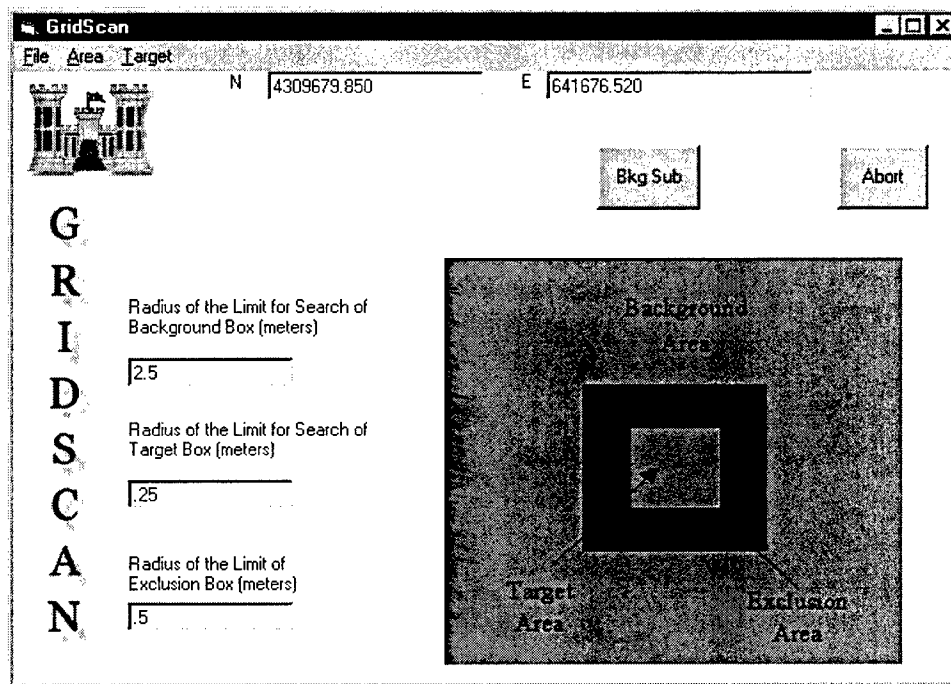 GridScan
File Area Target
N 4309679.850 E 641676.520
Bkg Sub Abort
GRIDSCAN
Radius of the Limit for Search of
Background Box (meters)
2.5
Radius of the Limit for Search of
Target Box (meters)
.25
Radius of the Limit of
Exclusion Box (meters)
.5
Background
Area
Target
Area
Exclusion
Area